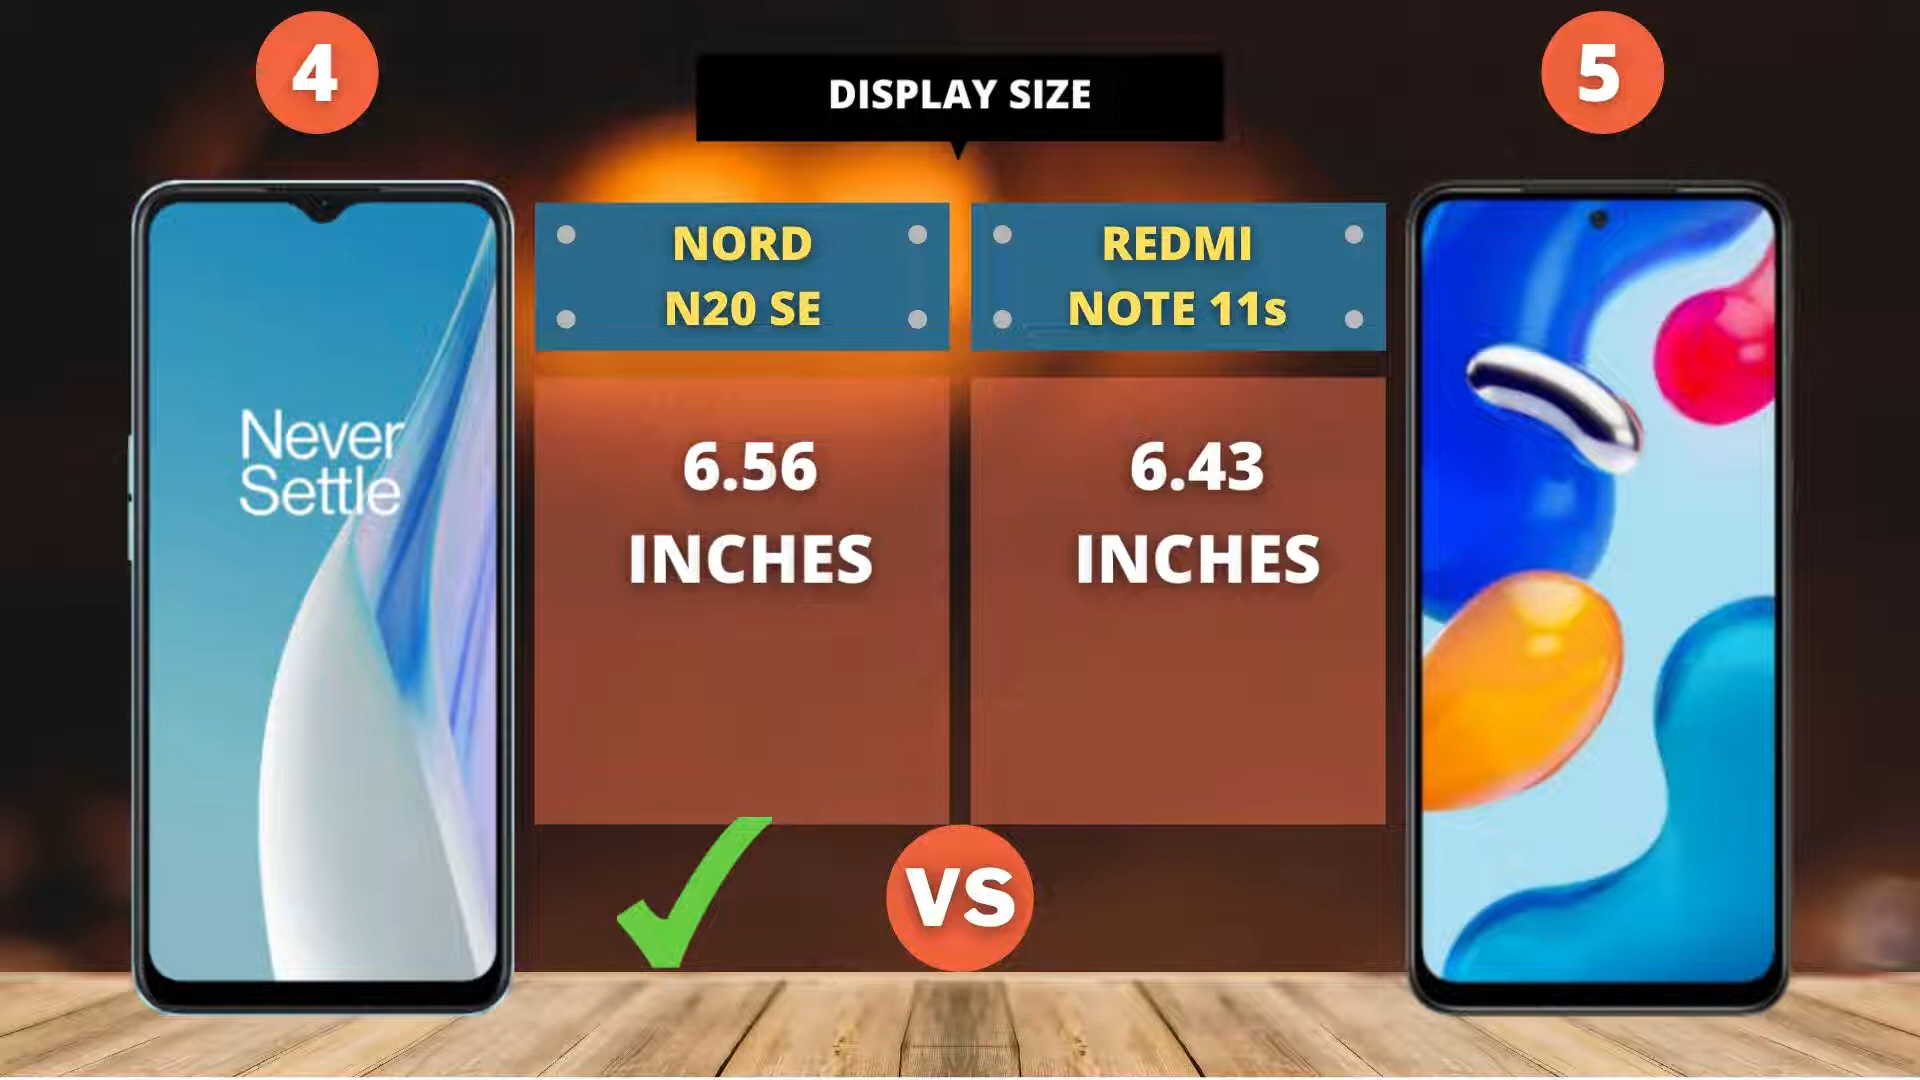 4
DISPLAY SIZE
5
NORD
N20 SE
REDMI
NOTE 11s
Never
Settle
6.56
INCHES
6.43
INCHES
VS